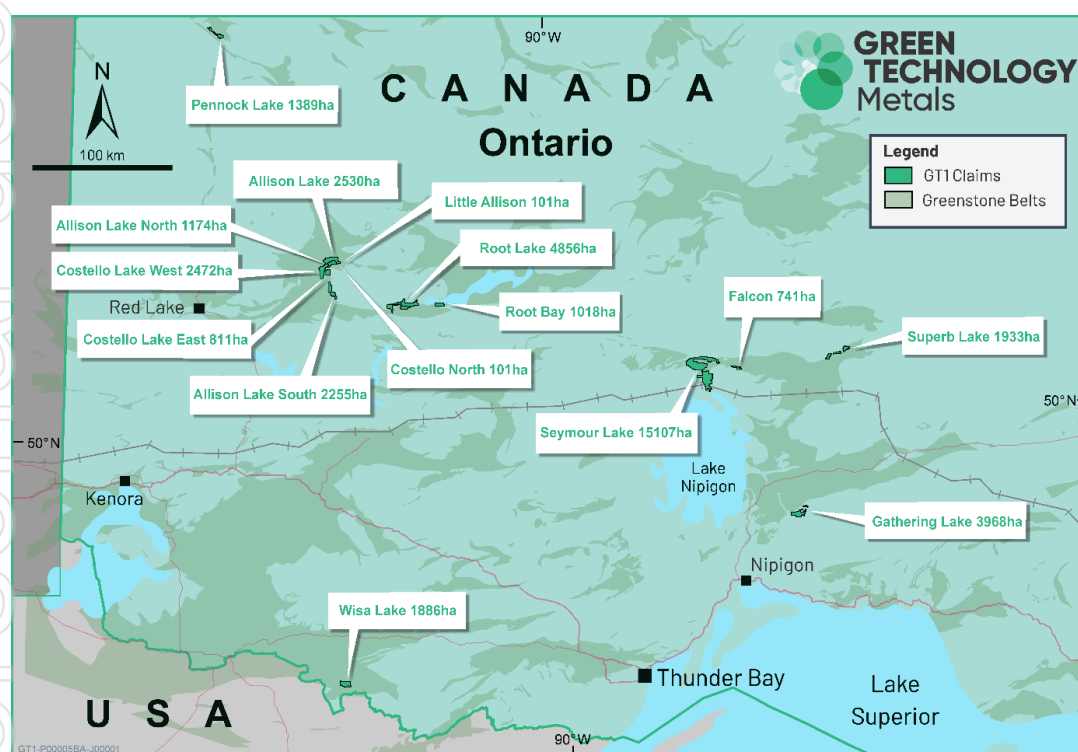 90°W
GREEN
TECHNOLOGY
Metals
CANADA
Ontario
N
100 km
Pennock Lake 1389ha
Legend
GT1 Claims
Greenstone Belts
Allison Lake 2530ha
Little Allison 101ha
Allison Lake North 1174ha
Root Lake 4856ha
Costello Lake West 2472ha
Red Lake
Root Bay 1018ha
Falcon 741ha
Costello Lake East 811ha
Superb Lake 1933ha
Costello North 101ha
Allison Lake South 2255ha
50°N
Seymour Lake 15107ha
50°N
Lake
Nipigon
Kenora
Gathering Lake 3968ha
Nipigon
Wisa Lake 1886ha
Thunder Bay
Lake
Superior
USA
90°W
GT1-P00005BA-J00001